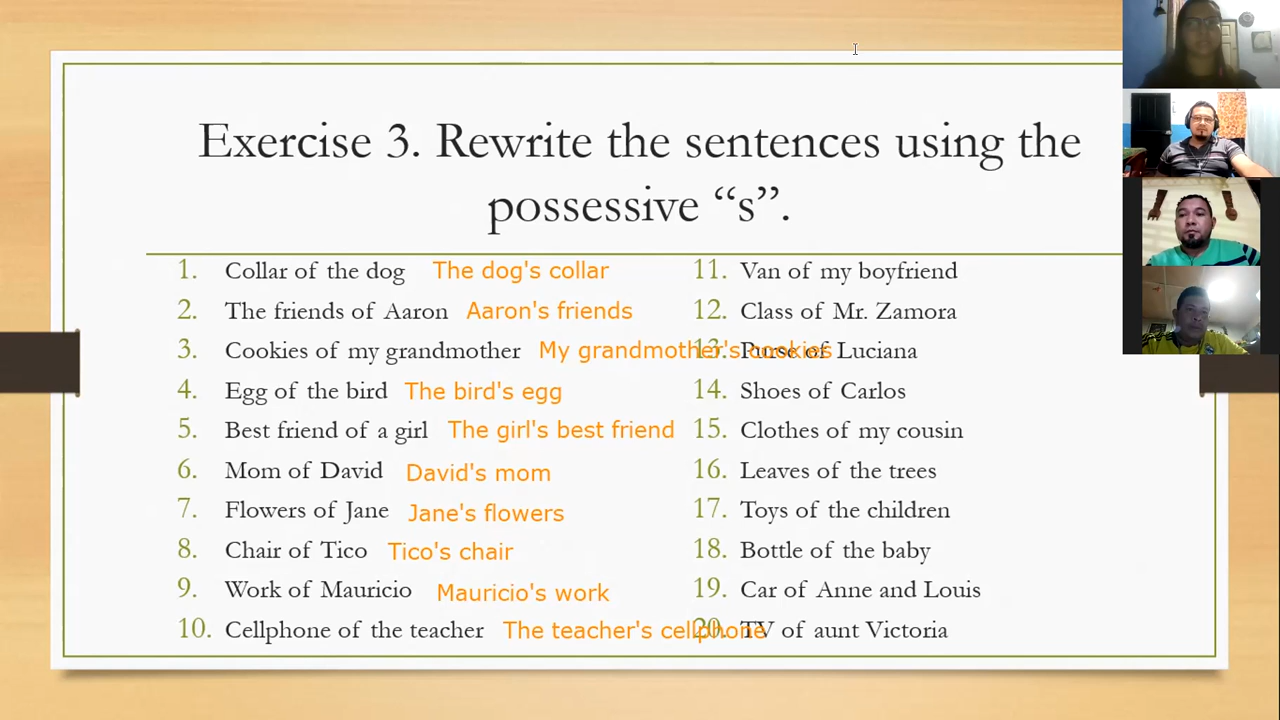 Exercise 3. Rewrite the sentences using the
possessive “s”.
1. Collar of the dog The dog's collar
2. The friends of Aaron Aaron's friends
3. Cookies of my grandmother My grandmother's cookies
4. Egg of the bird The bird's egg
5. Best friend of a girl The girl's best friend
6. Mom of David David's mom
7. Flowers of Jane Jane's flowers
8. Chair of Tico Tico's chair
9. Work of Mauricio Mauricio's work
10. Cellphone of the teacher The teacher's cellphone
11. Van of my boyfriend
12. Class of Mr. Zamora
13. Purse of Luciana
14. Shoes of Carlos
15. Clothes of my cousin
16. Leaves of the trees
17. Toys of the children
18. Bottle of the baby
19. Car of Anne and Louis
20. TV of aunt Victoria